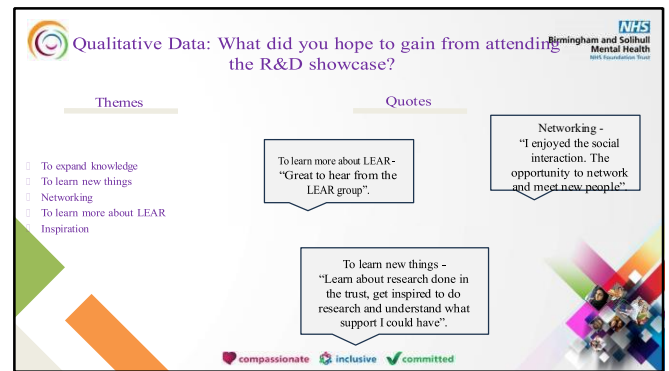 NHS
Birmingham and Solihull
Mental Health
NHS Foundation Trust
Qualitative Data: What did you hope to gain from attending
the R&D showcase?
Themes
Quotes
To expand knowledge
To learn new things
Networking
To learn more about LEAR
Inspiration
To learn more about LEAR-
“Great to hear from the
LEAR group”.
Networking -
“I enjoyed the social
interaction. The
opportunity to network
and meet new people”.
To learn new things -
“Learn about research done in
the trust, get inspired to do
research and understand what
support I could have”.
compassionate inclusive committed